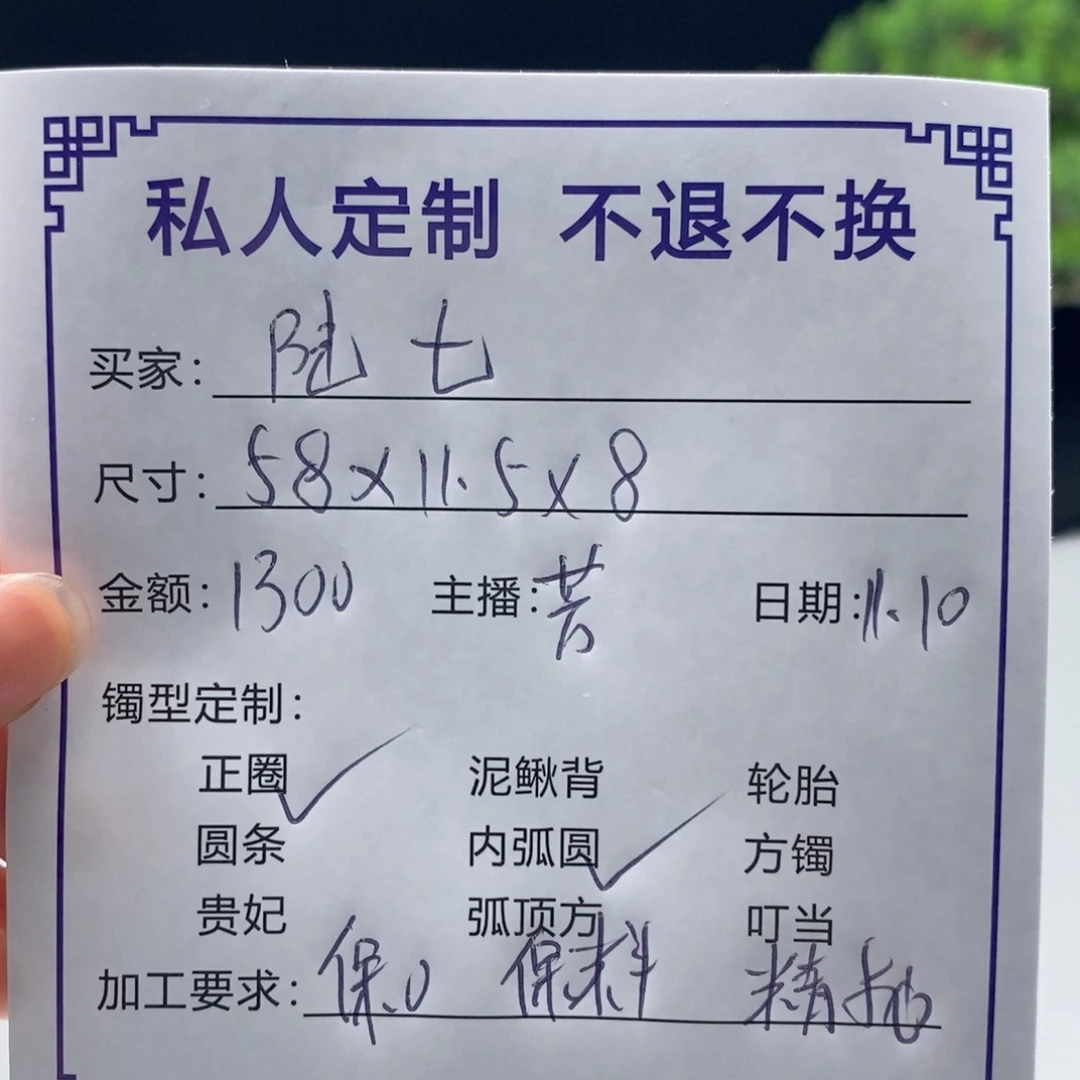 私人定制 不退不换
买家: 陆七
尺寸: 58x11.5x8
金额: 1300 主播: 苦 日期: 11.10
镯型定制:
正圈 泥鳅背 轮胎
圆条 内弧圆 方镯
贵妃 弧顶方 叮当
加工要求: 保口 保料 精抛